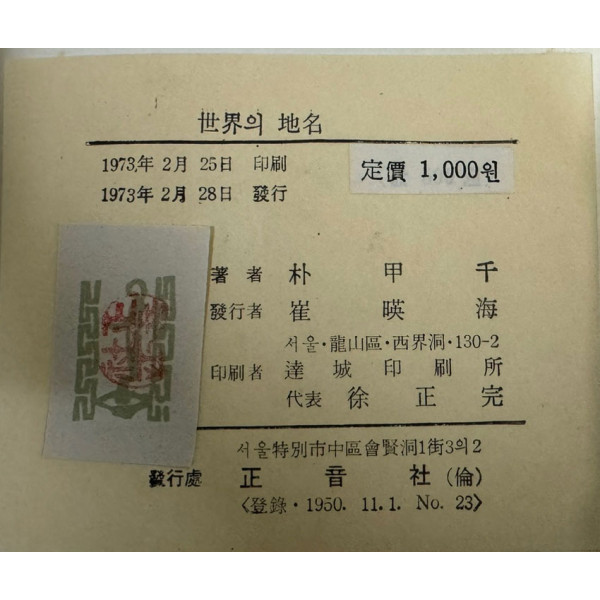 世界의 地名
1973年 2月 25日 印刷
定價 1,000원
1973年 2月 28日 發行
著者 朴甲千
發行者 崔暎海
서울·龍山區·西界洞·130-2
印刷者 達城印刷所
代表 徐正完
서울特別市中區會賢洞1街3의2
發行處 正音社 (倫)
<登錄·1950. 11. 1. No. 23>